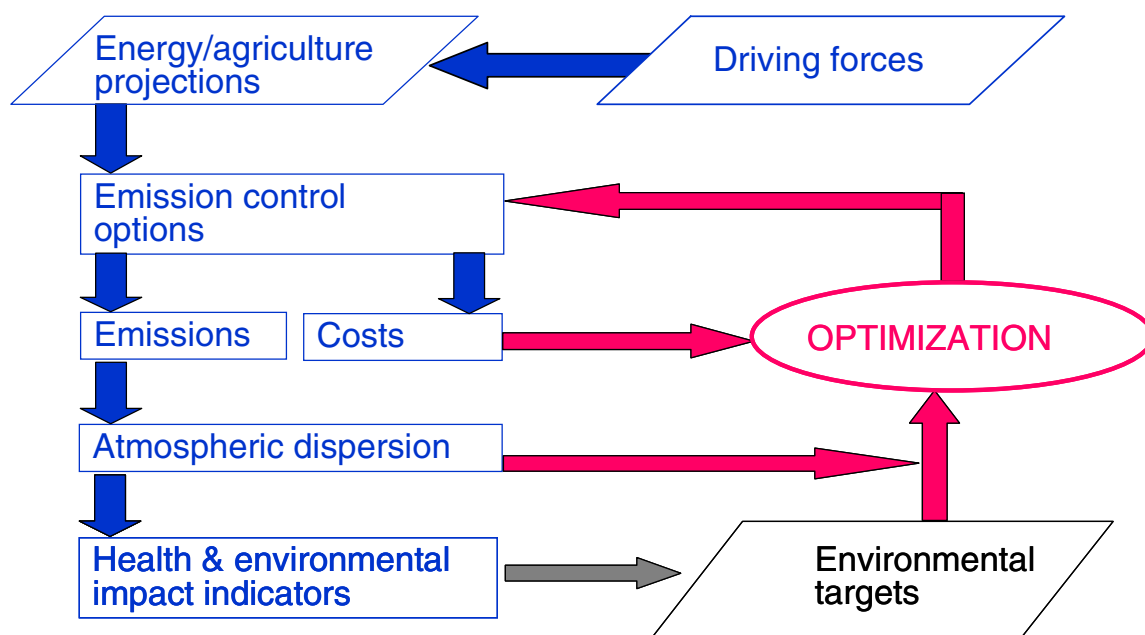 Energy/agriculture
projections
Driving forces
Emission control
options
Emissions
Costs
OPTIMIZATION
Atmospheric dispersion
Health & environmental
impact indicators
Environmental
targets